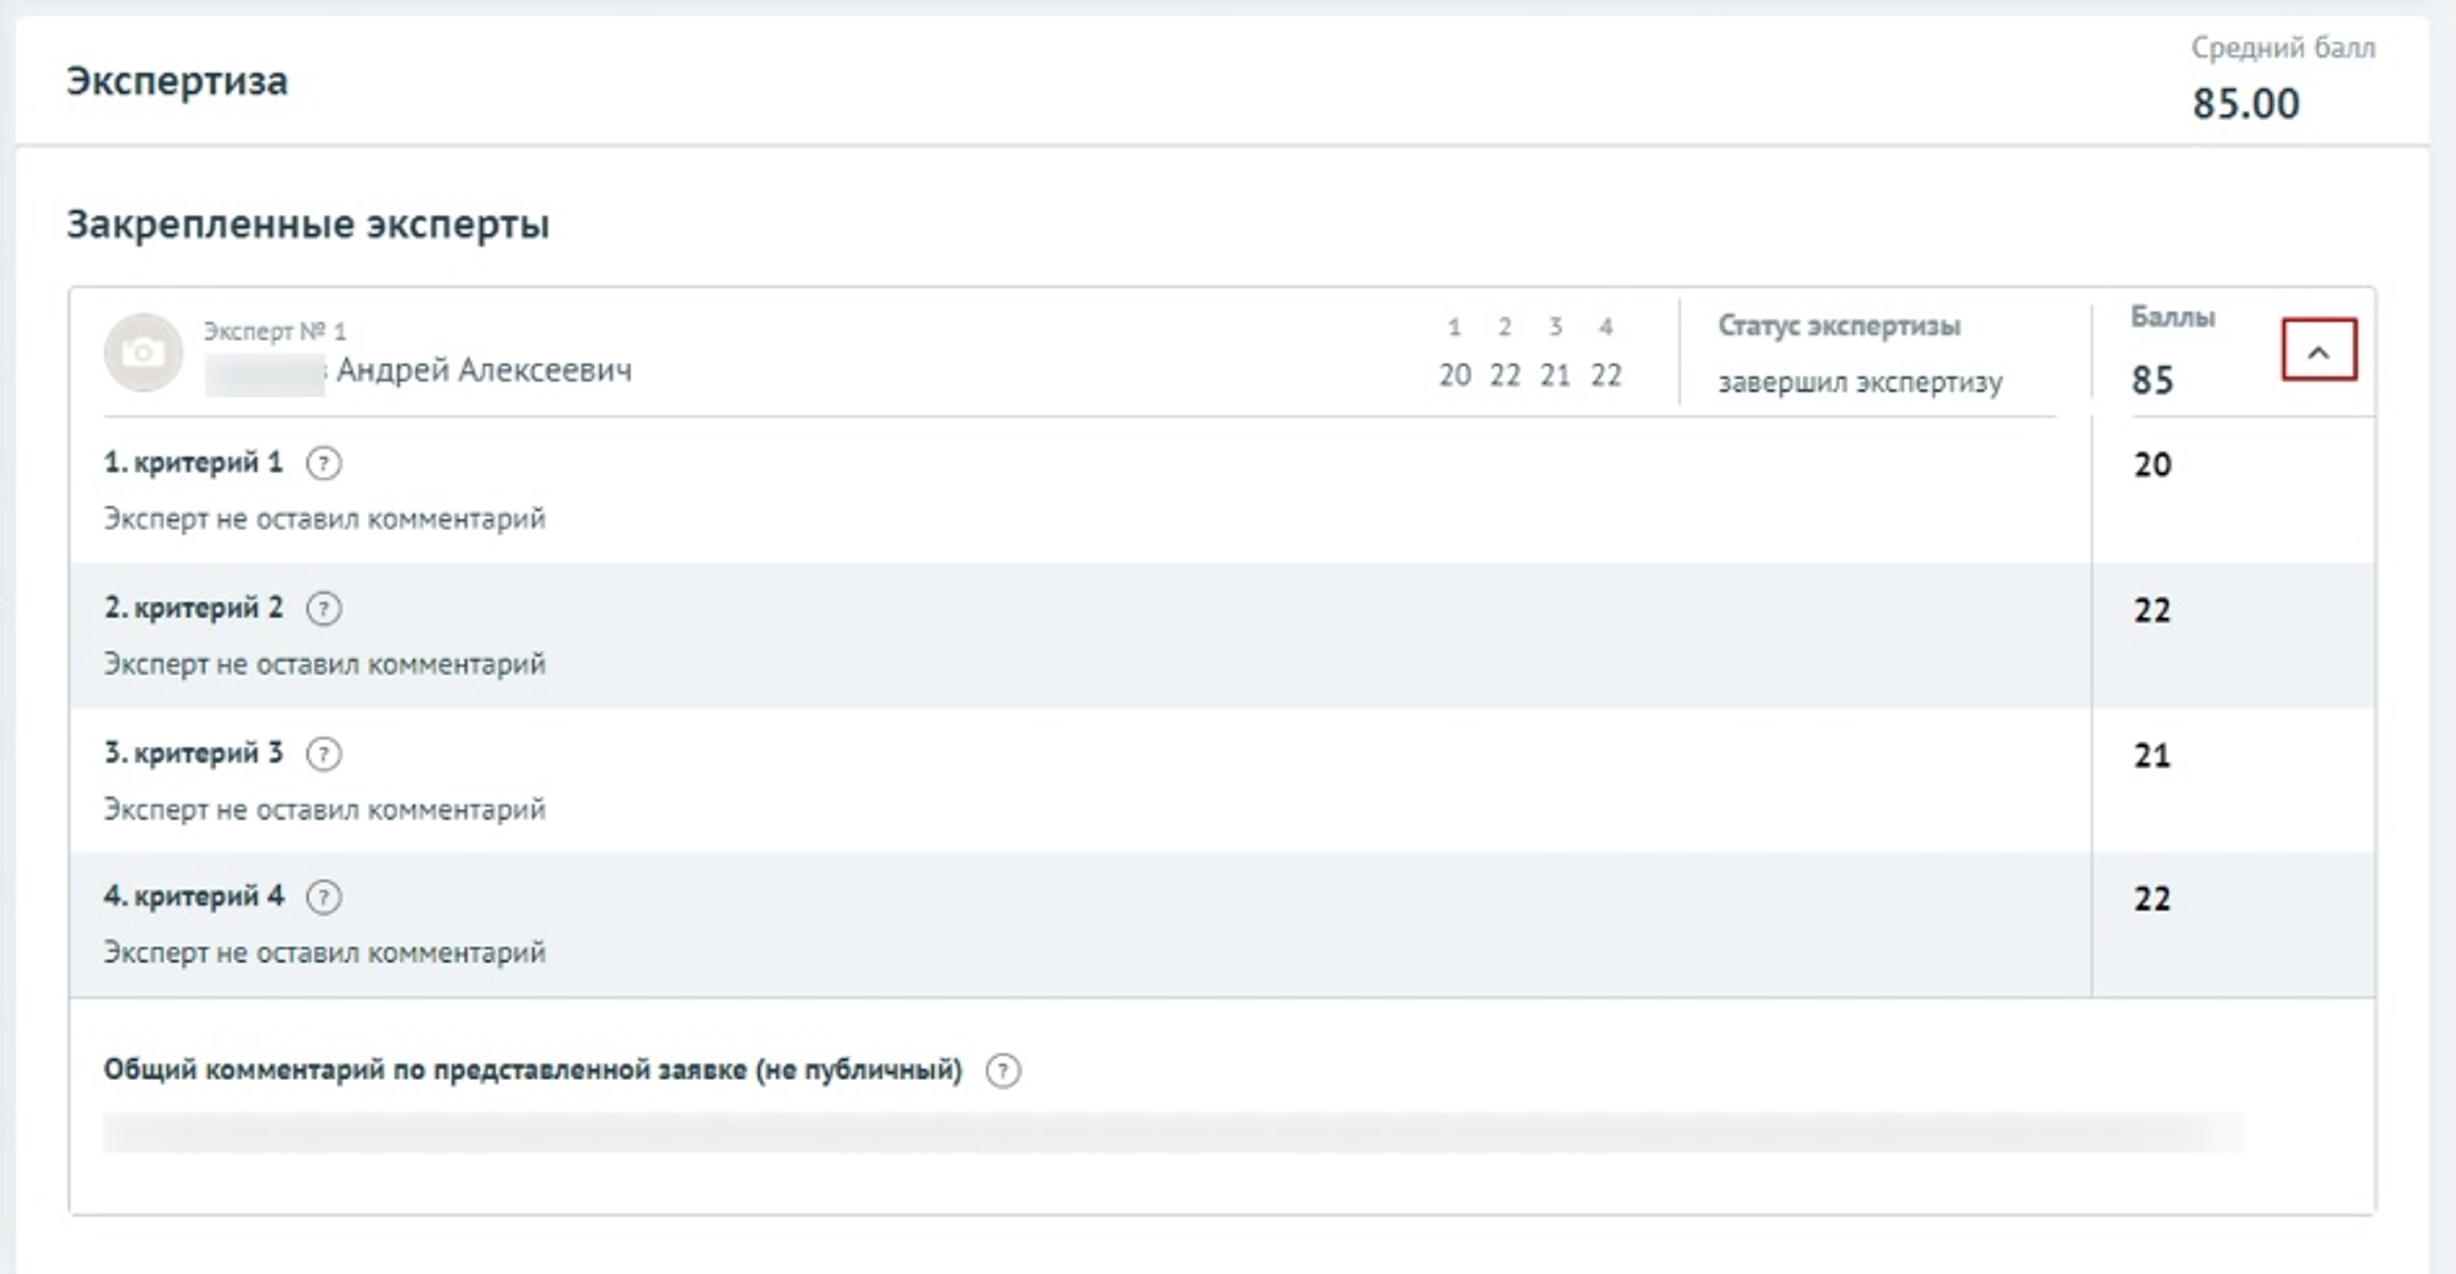 Экспертиза
Средний балл
85.00
Закрепленные эксперты
Эксперт № 1
Андрей Алексеевич
1 2 3 4
20 22 21 22
Статус экспертизы
завершил экспертизу
Баллы
85
1. критерий 1 ?
20
Эксперт не оставил комментарий
2. критерий 2 ?
22
Эксперт не оставил комментарий
3. критерий 3 ?
21
Эксперт не оставил комментарий
4. критерий 4 ?
22
Эксперт не оставил комментарий
Общий комментарий по представленной заявке (не публичный) ?